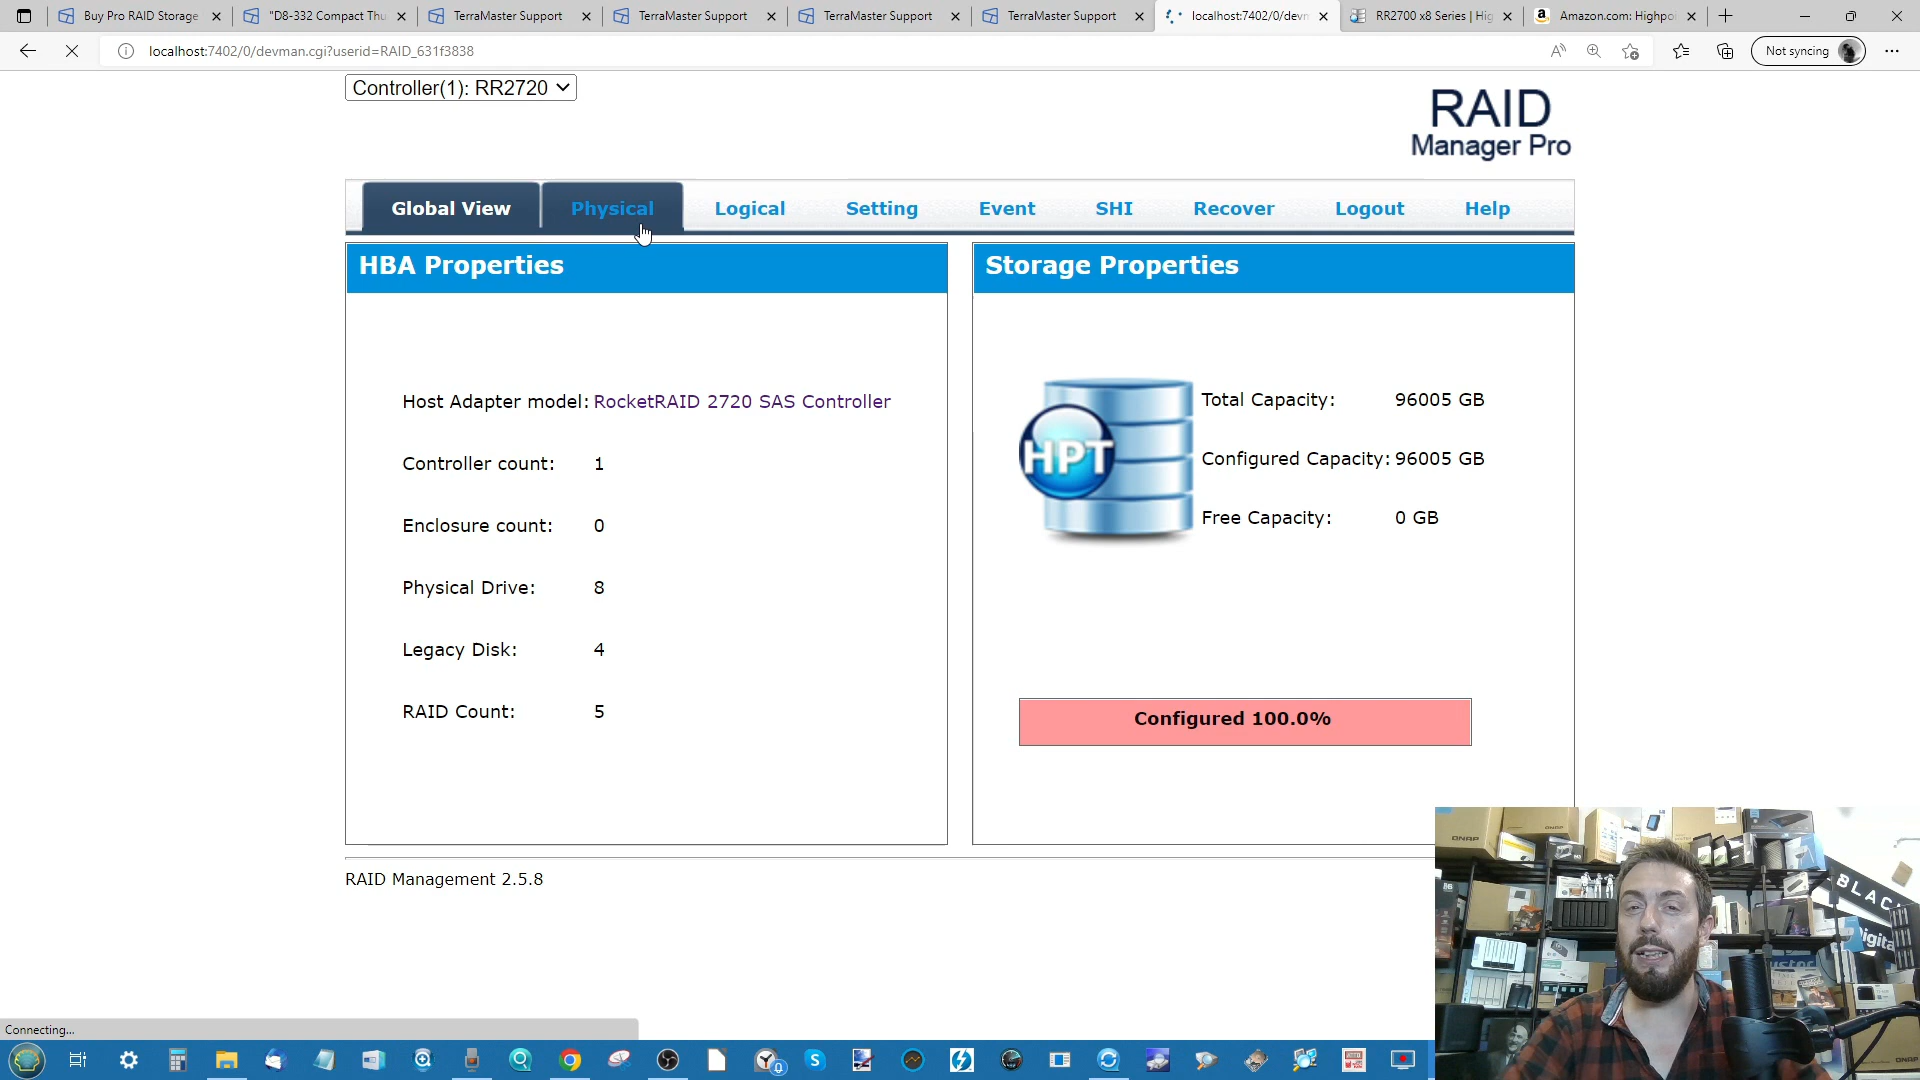 Buy Pro RAID Storage
"D8-332 Compact Thu
TerraMaster Support
TerraMaster Support
TerraMaster Support
TerraMaster Support
localhost:7402/0/devm
RR2700 x8 Series | Hig
Amazon.com: Highpoi
localhost:7402/0/devman.cgi?userid=RAID_631f3838
Not syncing
Controller(1): RR2720
RAID
Manager Pro
Global View
Physical
Logical
Setting
Event
SHI
Recover
Logout
Help
HBA Properties
Host Adapter model: RocketRAID 2720 SAS Controller
Controller count: 1
Enclosure count: 0
Physical Drive: 8
Legacy Disk: 4
RAID Count: 5
Storage Properties
HPT
Total Capacity: 96005 GB
Configured Capacity: 96005 GB
Free Capacity: 0 GB
Configured 100.0%
RAID Management 2.5.8
Connecting...
QNAP
BLAC
Digita